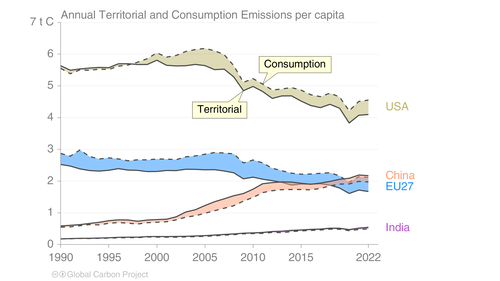 Annual Territorial and Consumption Emissions per capita
7 t C
6
5
4
3
2
1
0
1990
1995
2000
2005
2010
2015
2022
Consumption
Territorial
USA
China
EU27
India
Global Carbon Project